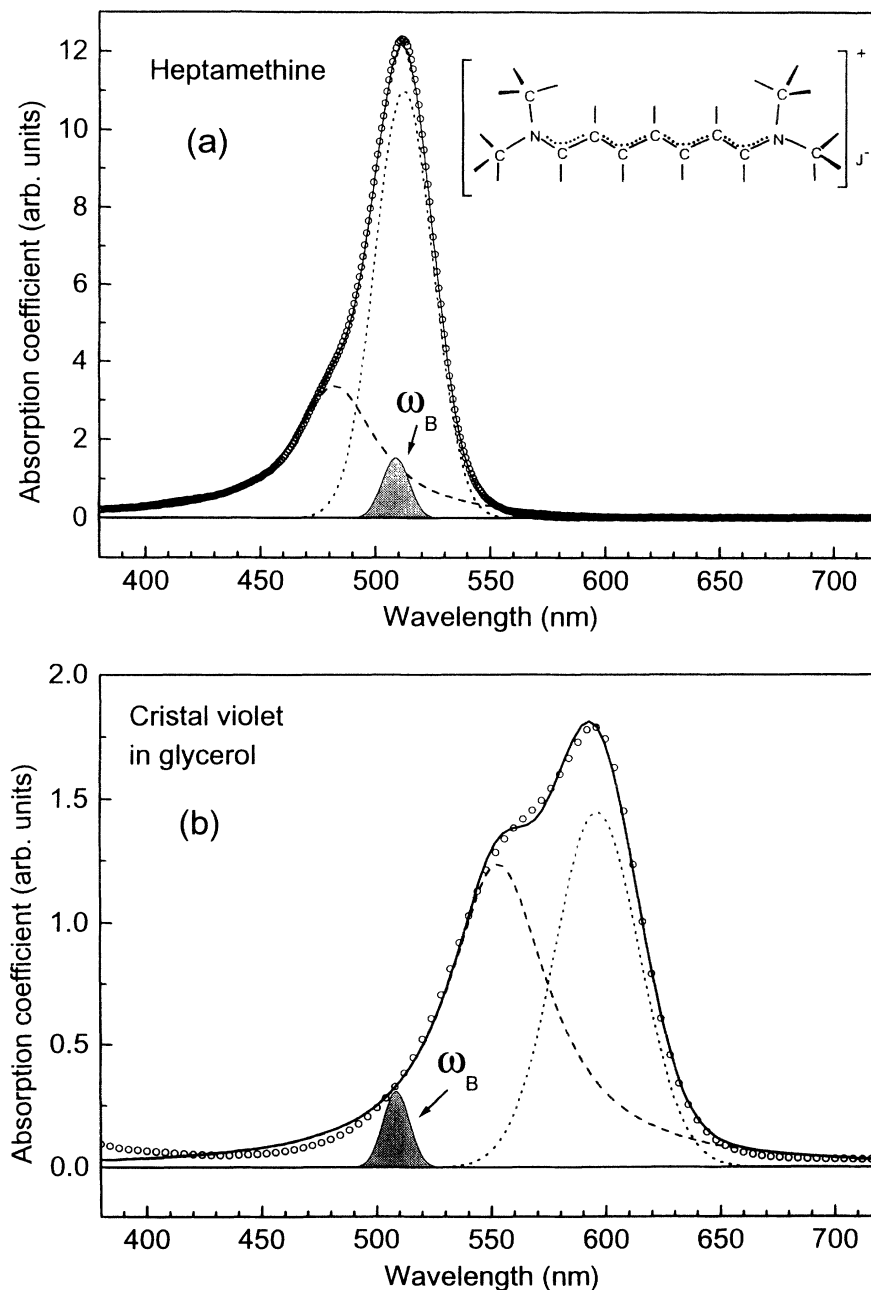 Absorption coefficient (arb. units)
12
10
8
6
4
2
0
Heptamethine
(a)
ω
B
C
C
N
C
C
C
C
C
C
C
C
N
C
+
J-
400
450
500
550
600
650
700
Wavelength (nm)
Absorption coefficient (arb. units)
2.0
1.5
1.0
0.5
0.0
Cristal violet
in glycerol
(b)
ω
B
400
450
500
550
600
650
700
Wavelength (nm)